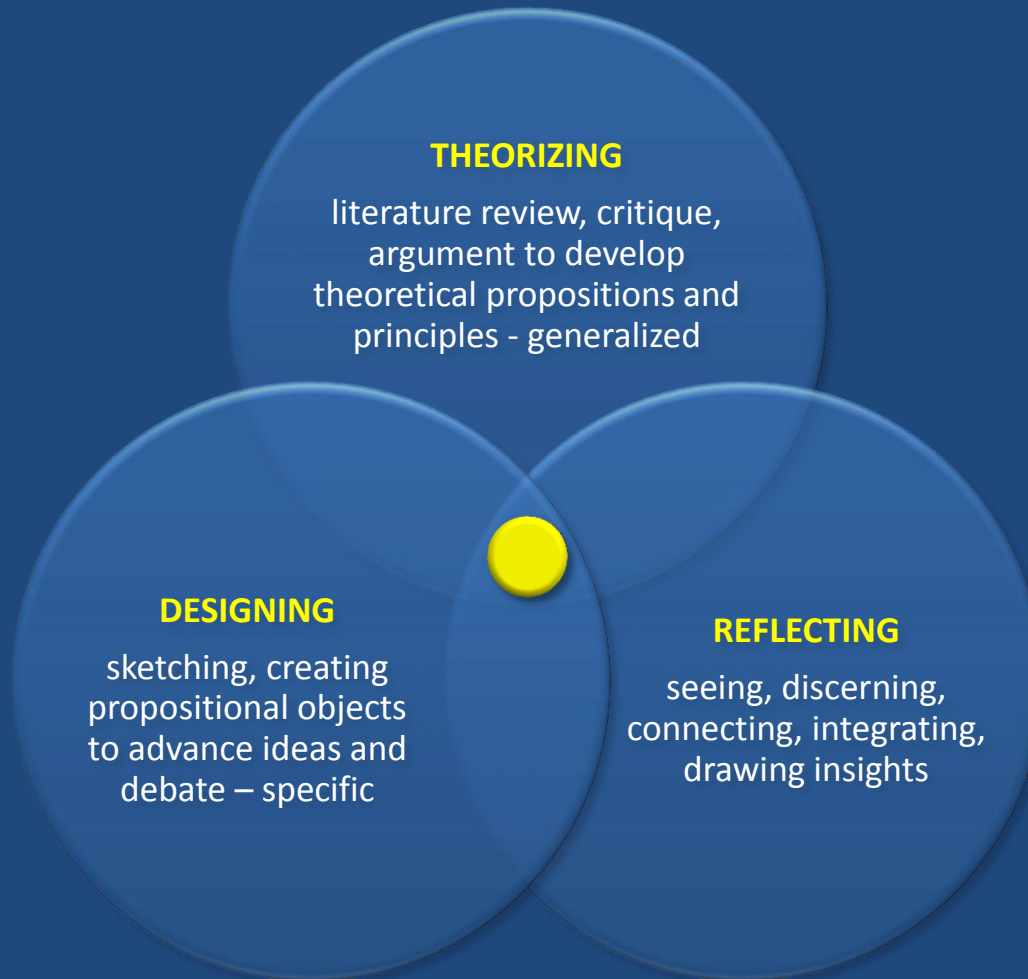 THEORIZING
literature review, critique,
argument to develop
theoretical propositions and
principles - generalized
DESIGNING
sketching, creating
propositional objects
to advance ideas and
debate – specific
REFLECTING
seeing, discerning,
connecting, integrating,
drawing insights